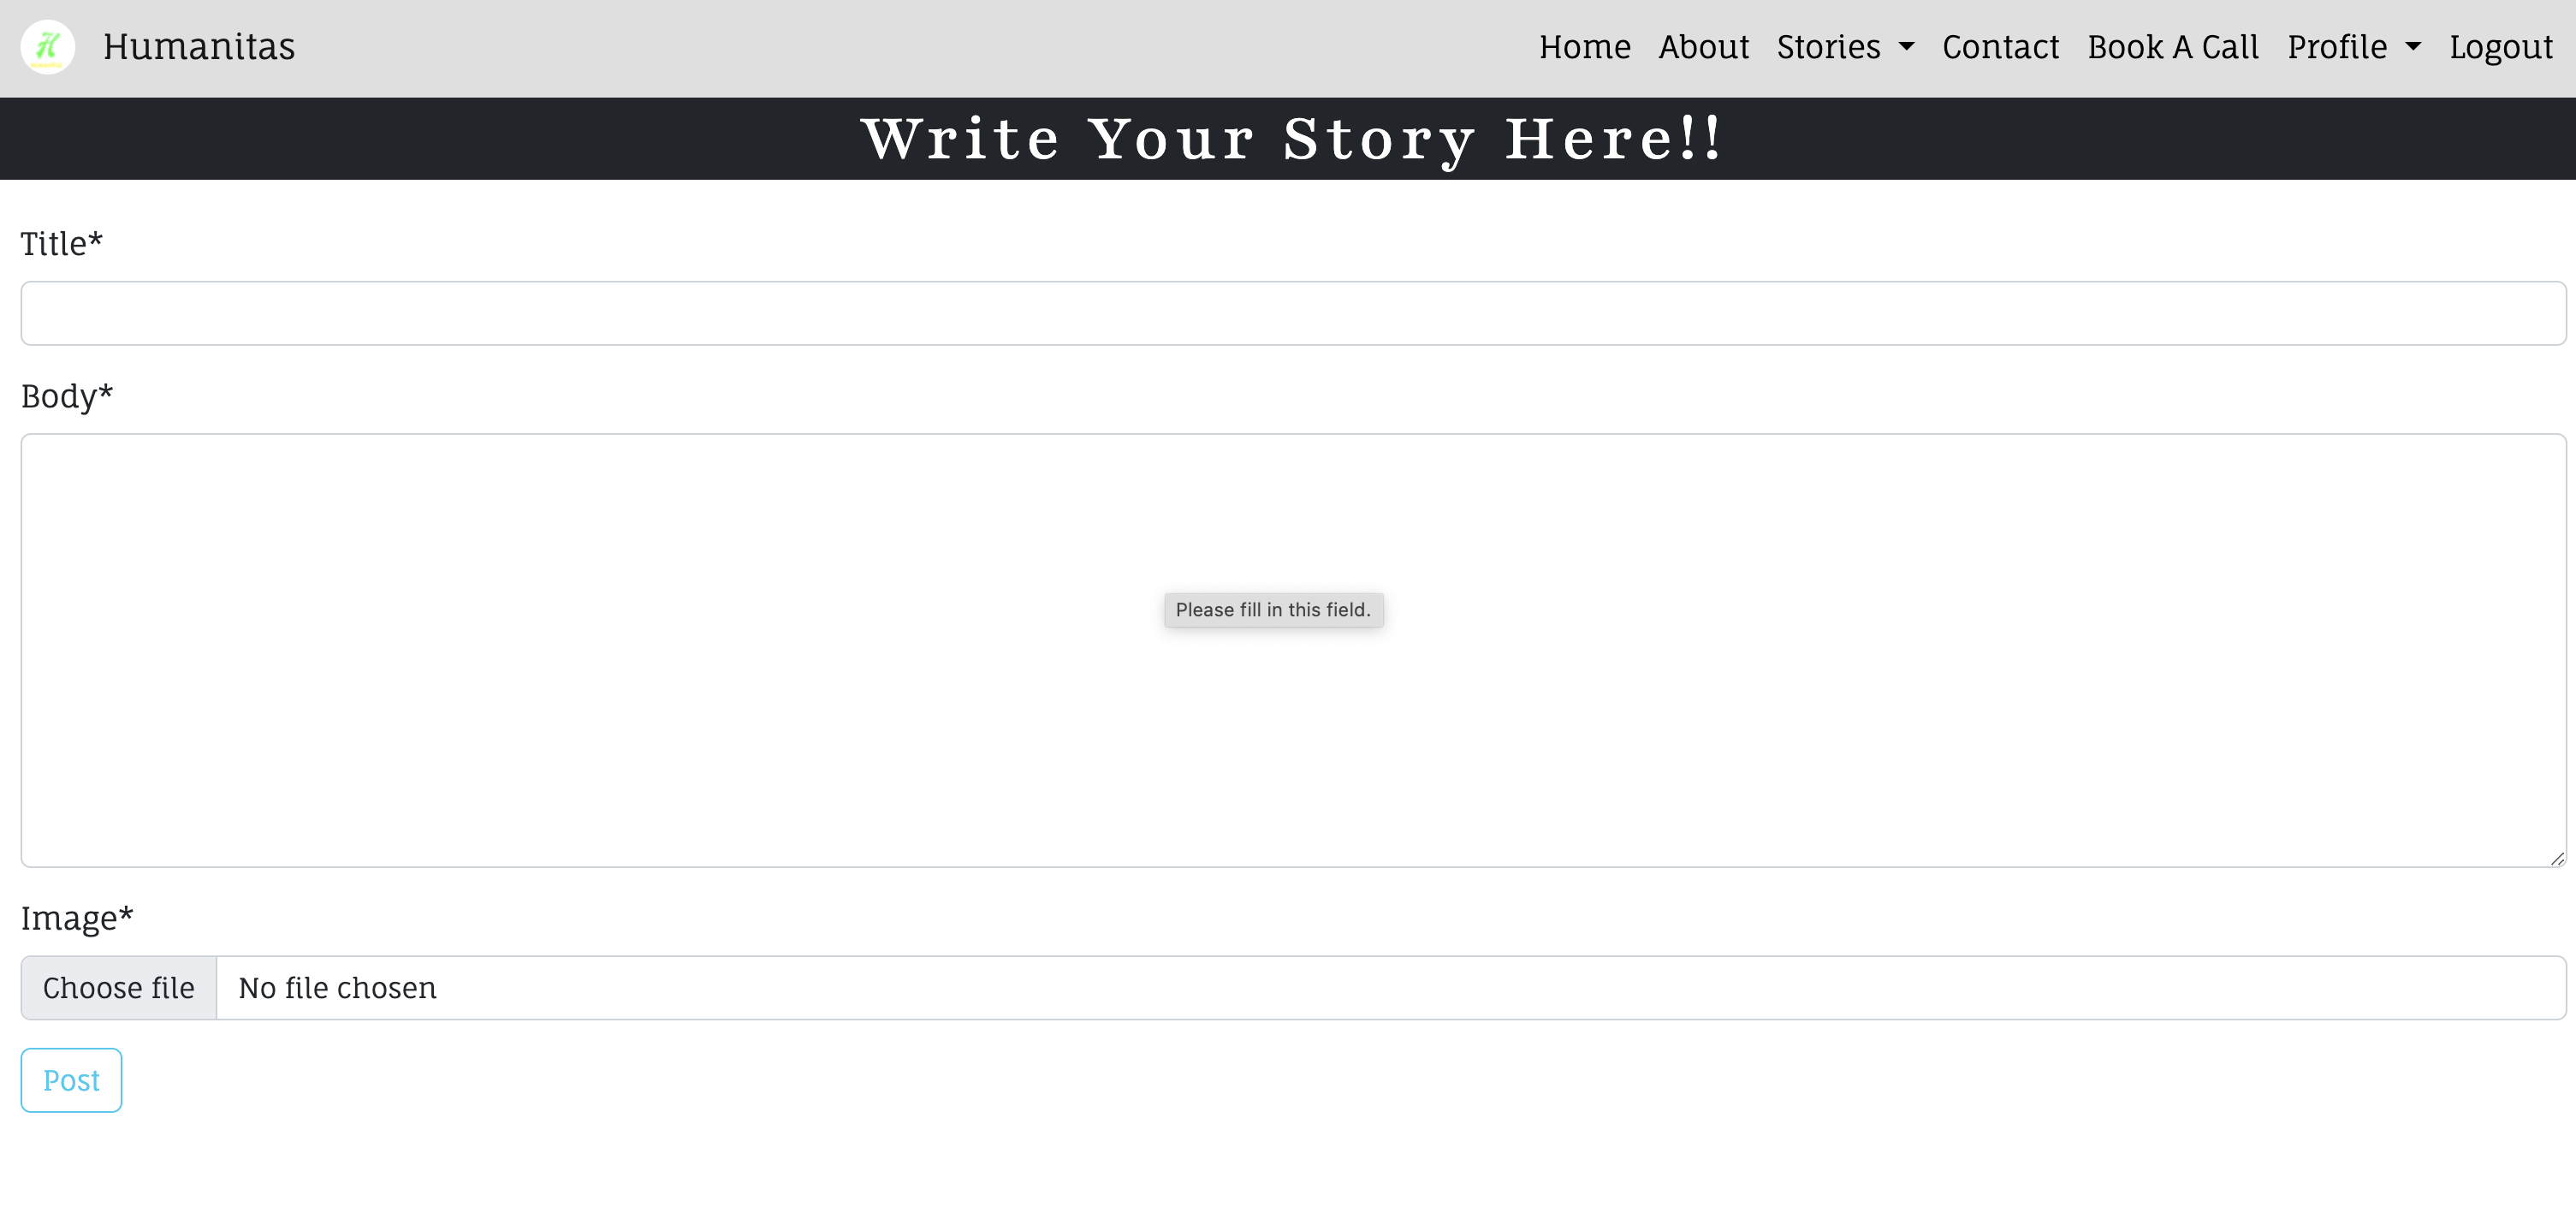 Humanitas
Home About Stories Contact Book A Call Profile Logout
Write Your Story Here!!
Title*
Body*
Please fill in this field.
Image*
Choose file No file chosen
Post